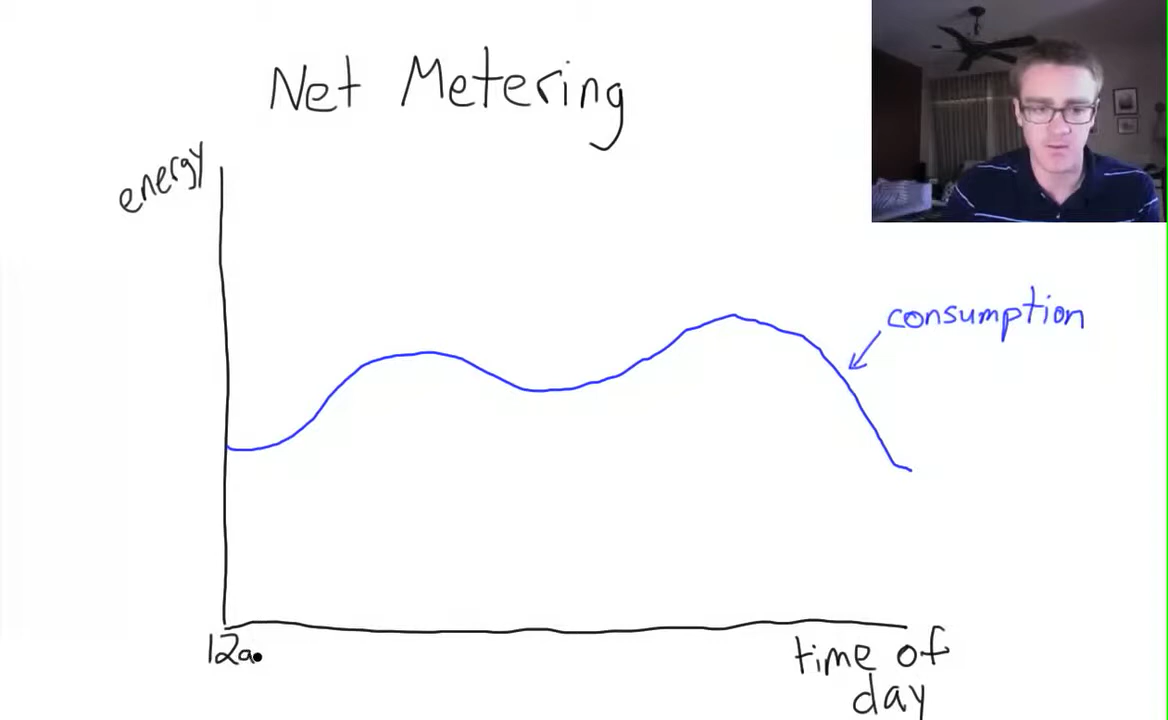 Net Metering
energy
consumption
12a
time of
day